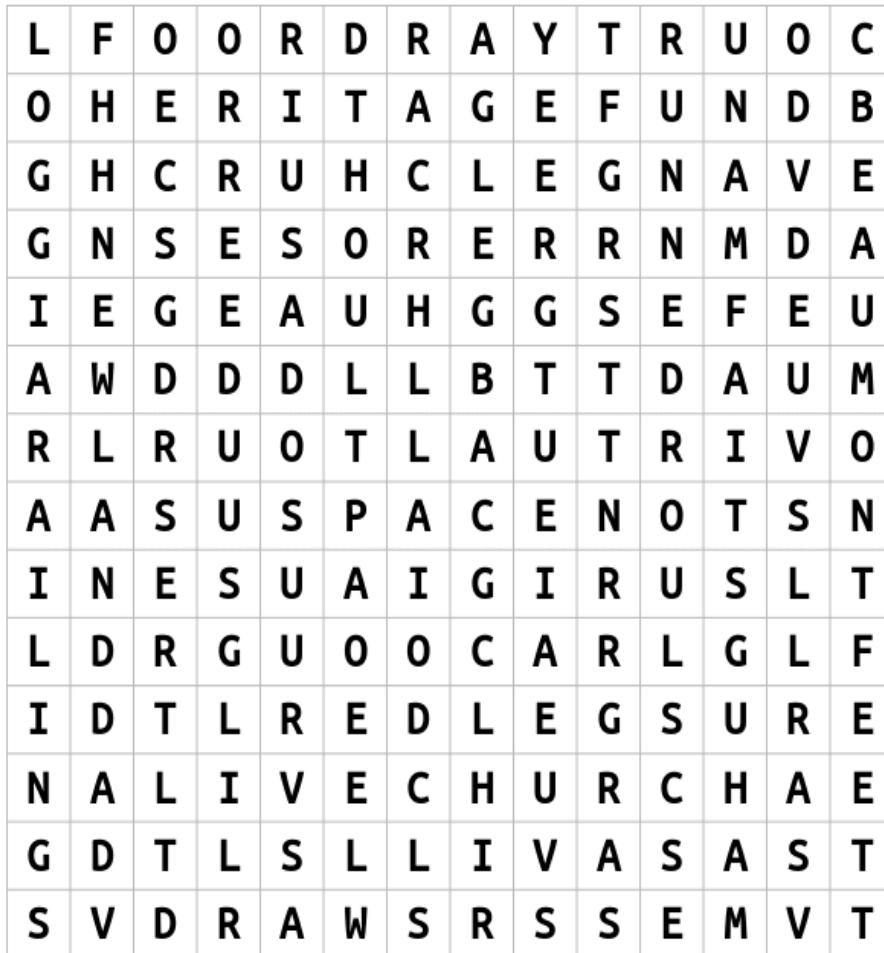 L F O O R D R A Y T R U O C
O H E R I T A G E F U N D B
G H C R U H C L E G N A V E
G N S E S O R E R R N M D A
I E G E A U H G G S E F E U
A W D D D L L B T T D A U M
R L R U O T L A U T R I V O
A A S U S P A C E N O T S N
I N E S U A I G I R U S L T
L D R G U O O C A R L G L F
I D T L R E D L E G S U R E
N A L I V E C H U R C H A E
G D T L S L L I V A S A S T
S V D R A W S R S S E M V T